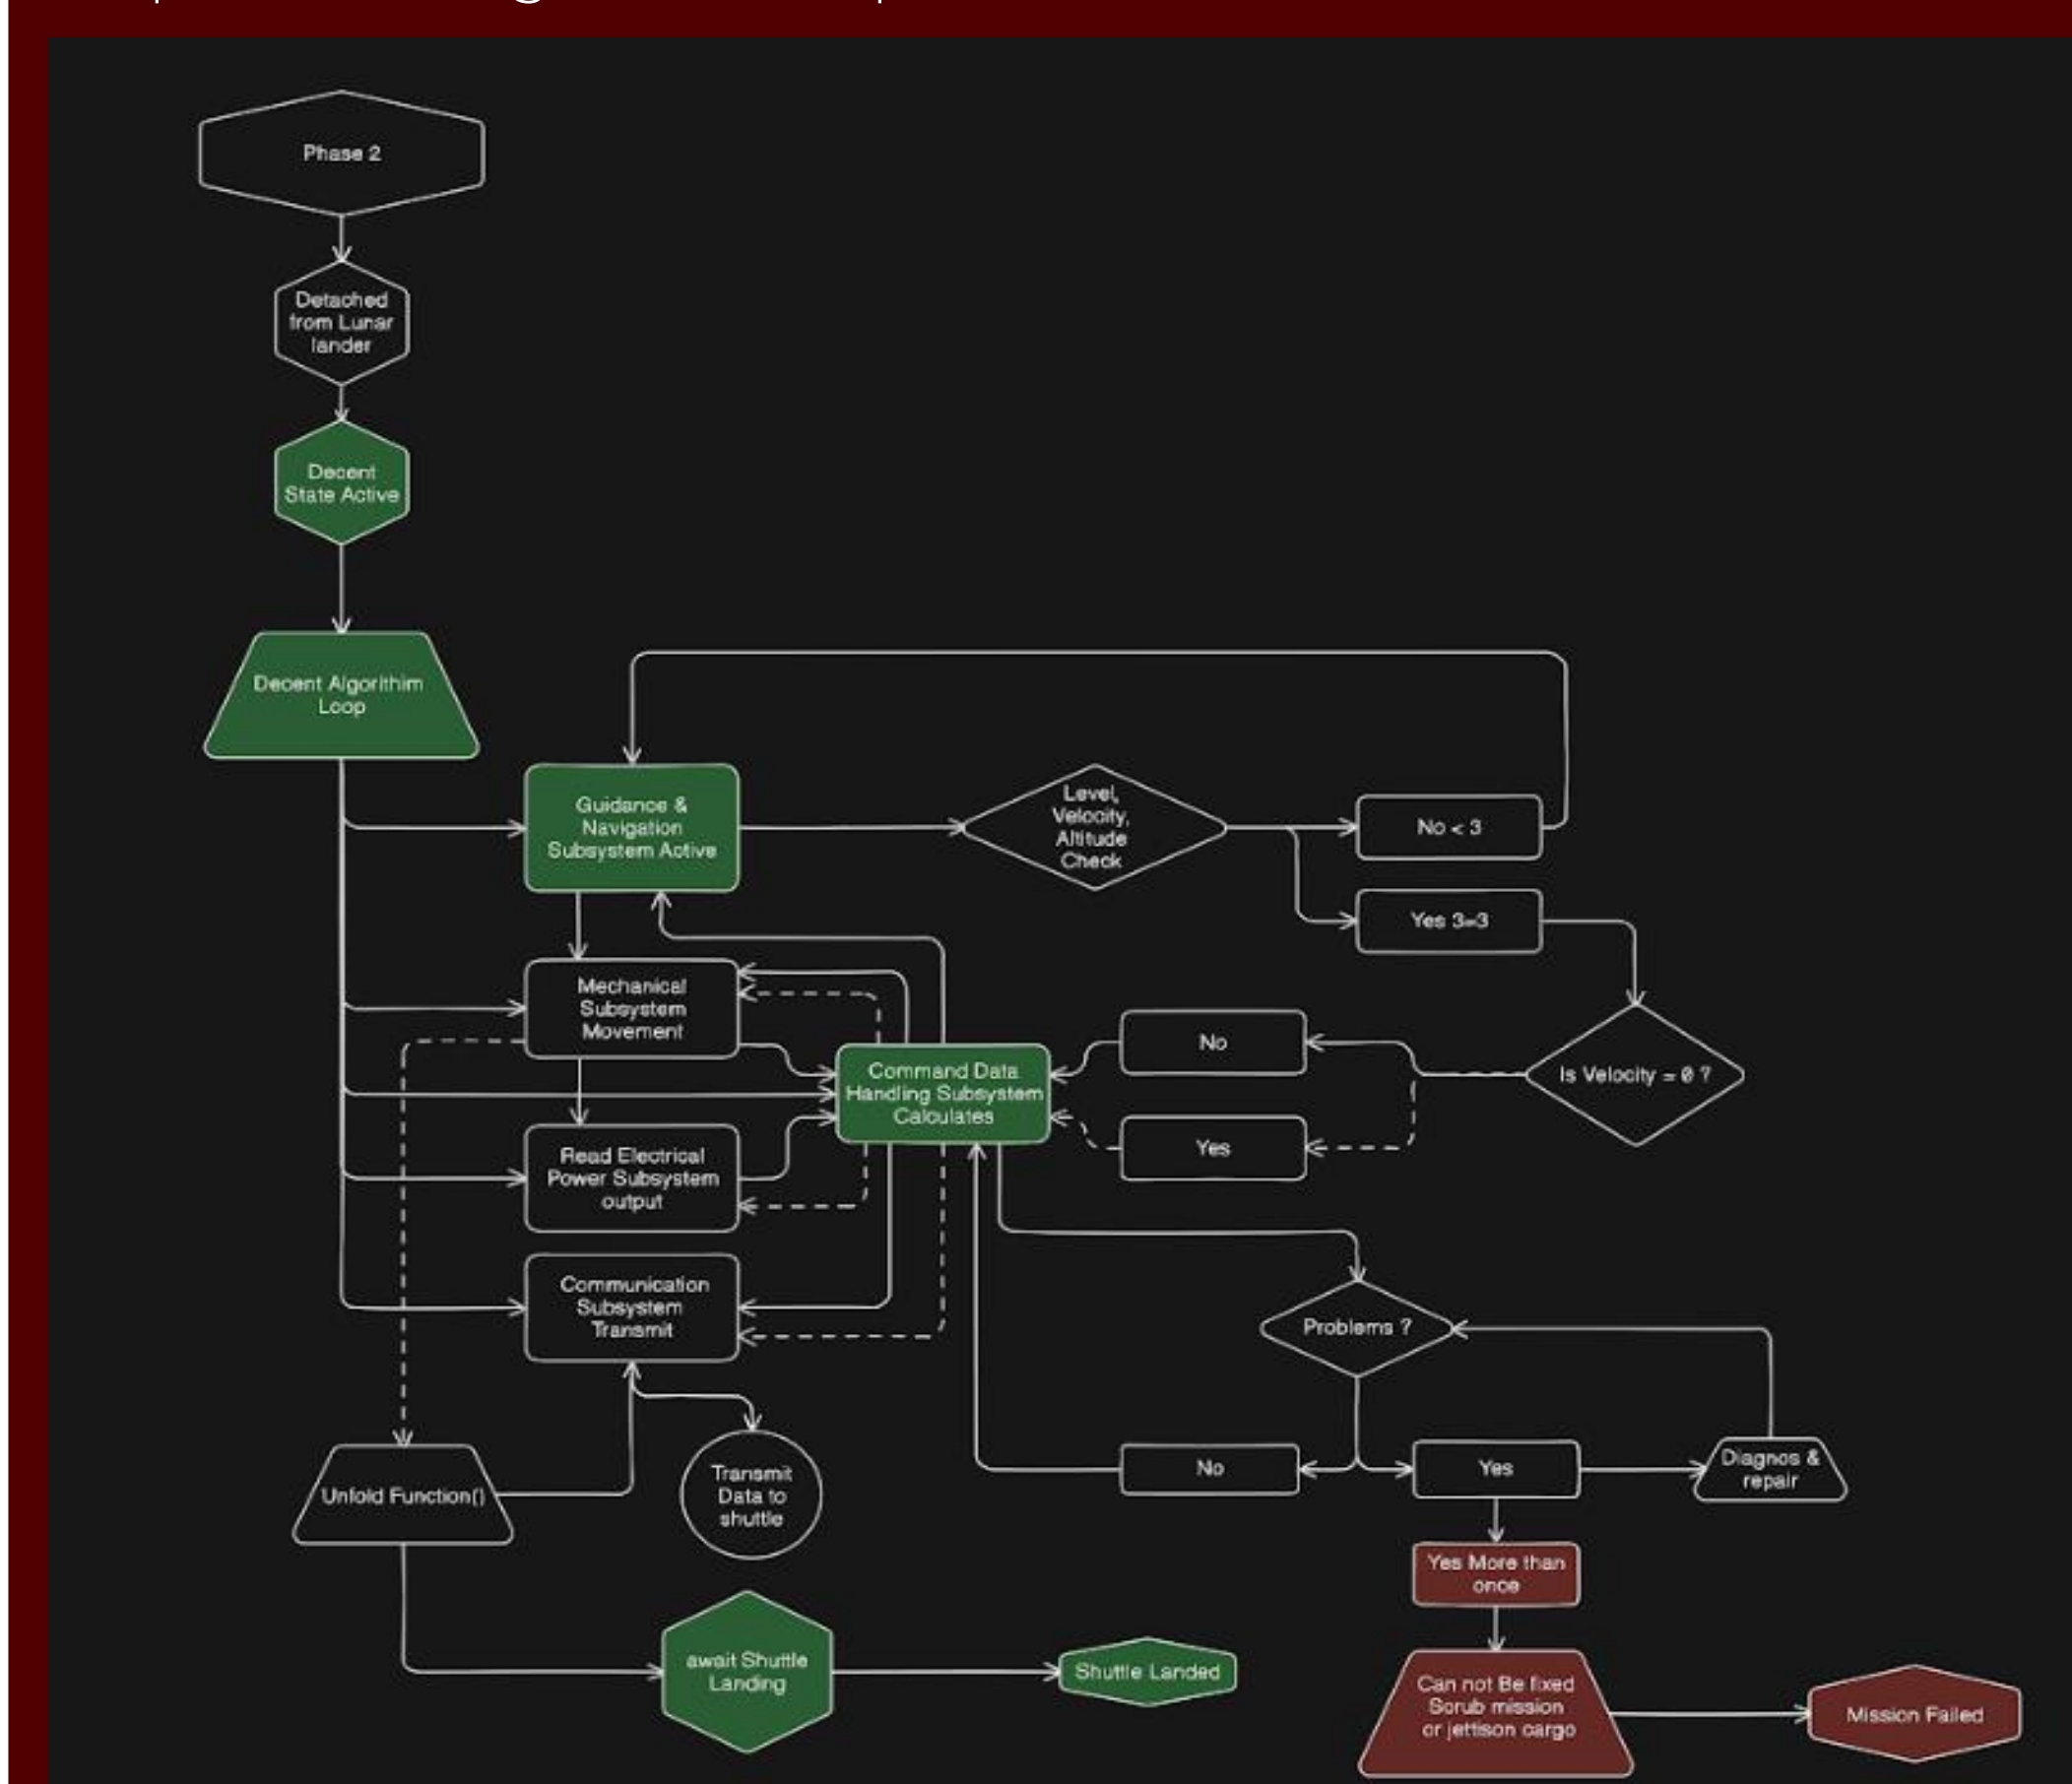 Phase 2
Detached
from Lunar
lander
Decent
State Active
Decent Algorithim
Loop
Guidance &
Navigation
Subsystem Active
Level,
Velocity,
Altitude
Check
No < 3
Yes 3=3
Mechanical
Subsystem
Movement
Command Data
Handling Subsystem
Calculates
No
Is Velocity = 0 ?
Yes
Read Electrical
Power Subsystem
output
Communication
Subsystem
Transmit
Problems ?
Unfold Function()
Transmit
Data to
shuttle
No
Yes
Diagnos &
repair
Yes More than
once
await Shuttle
Landing
Shuttle Landed
Can not Be fixed
Scrub mission
or jettison cargo
Mission Failed